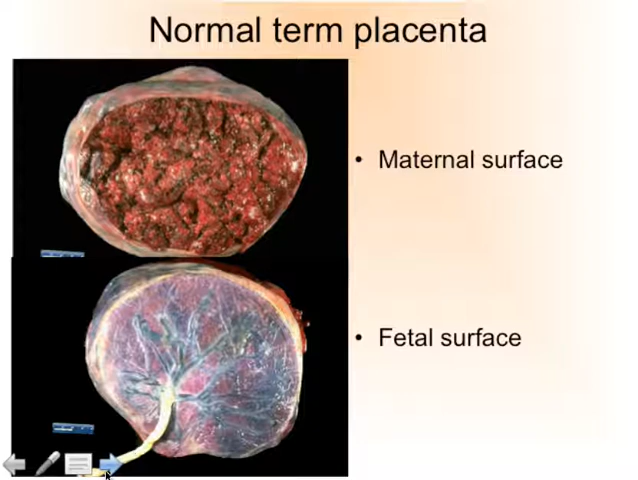 Normal term placenta
• Maternal surface
• Fetal surface